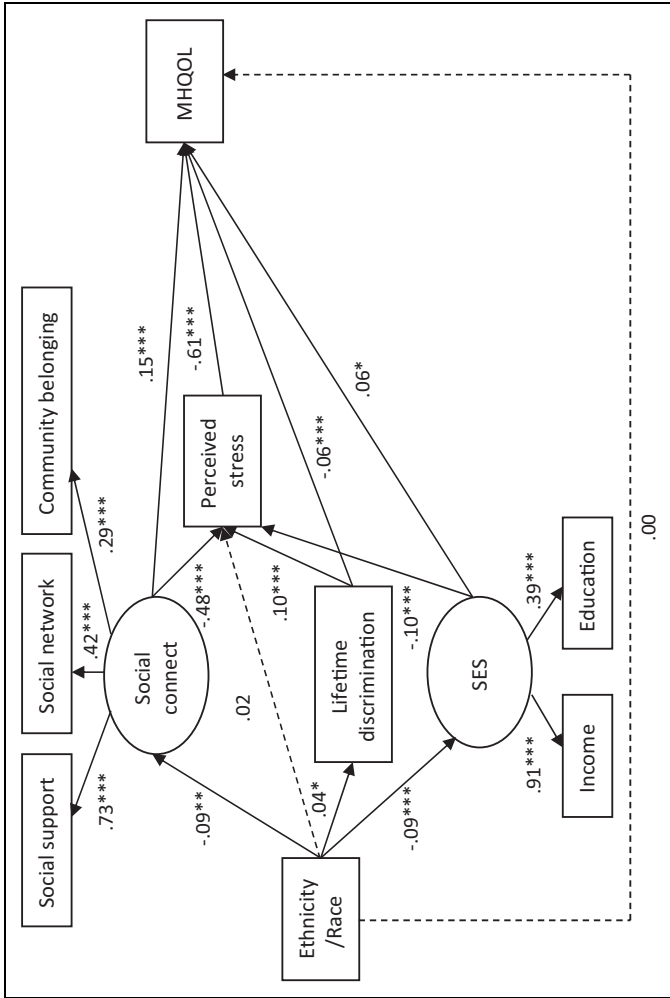 Social support
Social network
Community belonging
.73***
.42***
.29***
Social
connect
.15***
MHQOL
-.09**
-.48***
Perceived
stress
-.61***
.02
Ethnicity
/Race
.04*
Lifetime
discrimination
.10***
-.06***
-.09***
-.10***
SES
.06*
.91***
.39***
Income
Education
.00